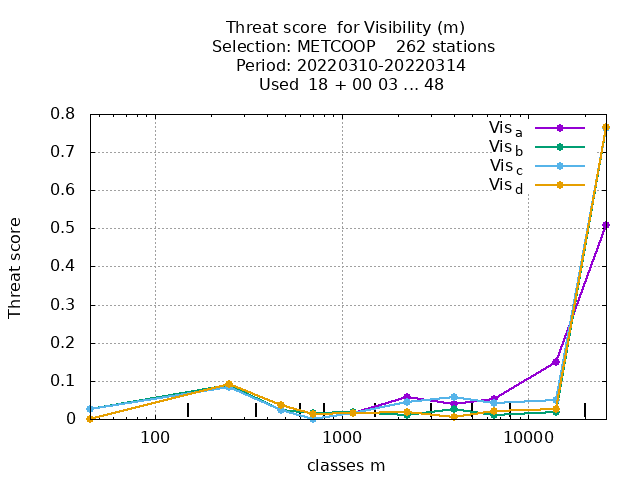 Threat score  for Visibility (m)
Selection: METCOOP    262 stations
Period: 20220310-20220314
Used  18 + 00 03 ... 48
Threat score
0.8
0.7
0.6
0.5
0.4
0.3
0.2
0.1
0
Vis a
Vis b
Vis c
Vis d
100
1000
10000
classes m